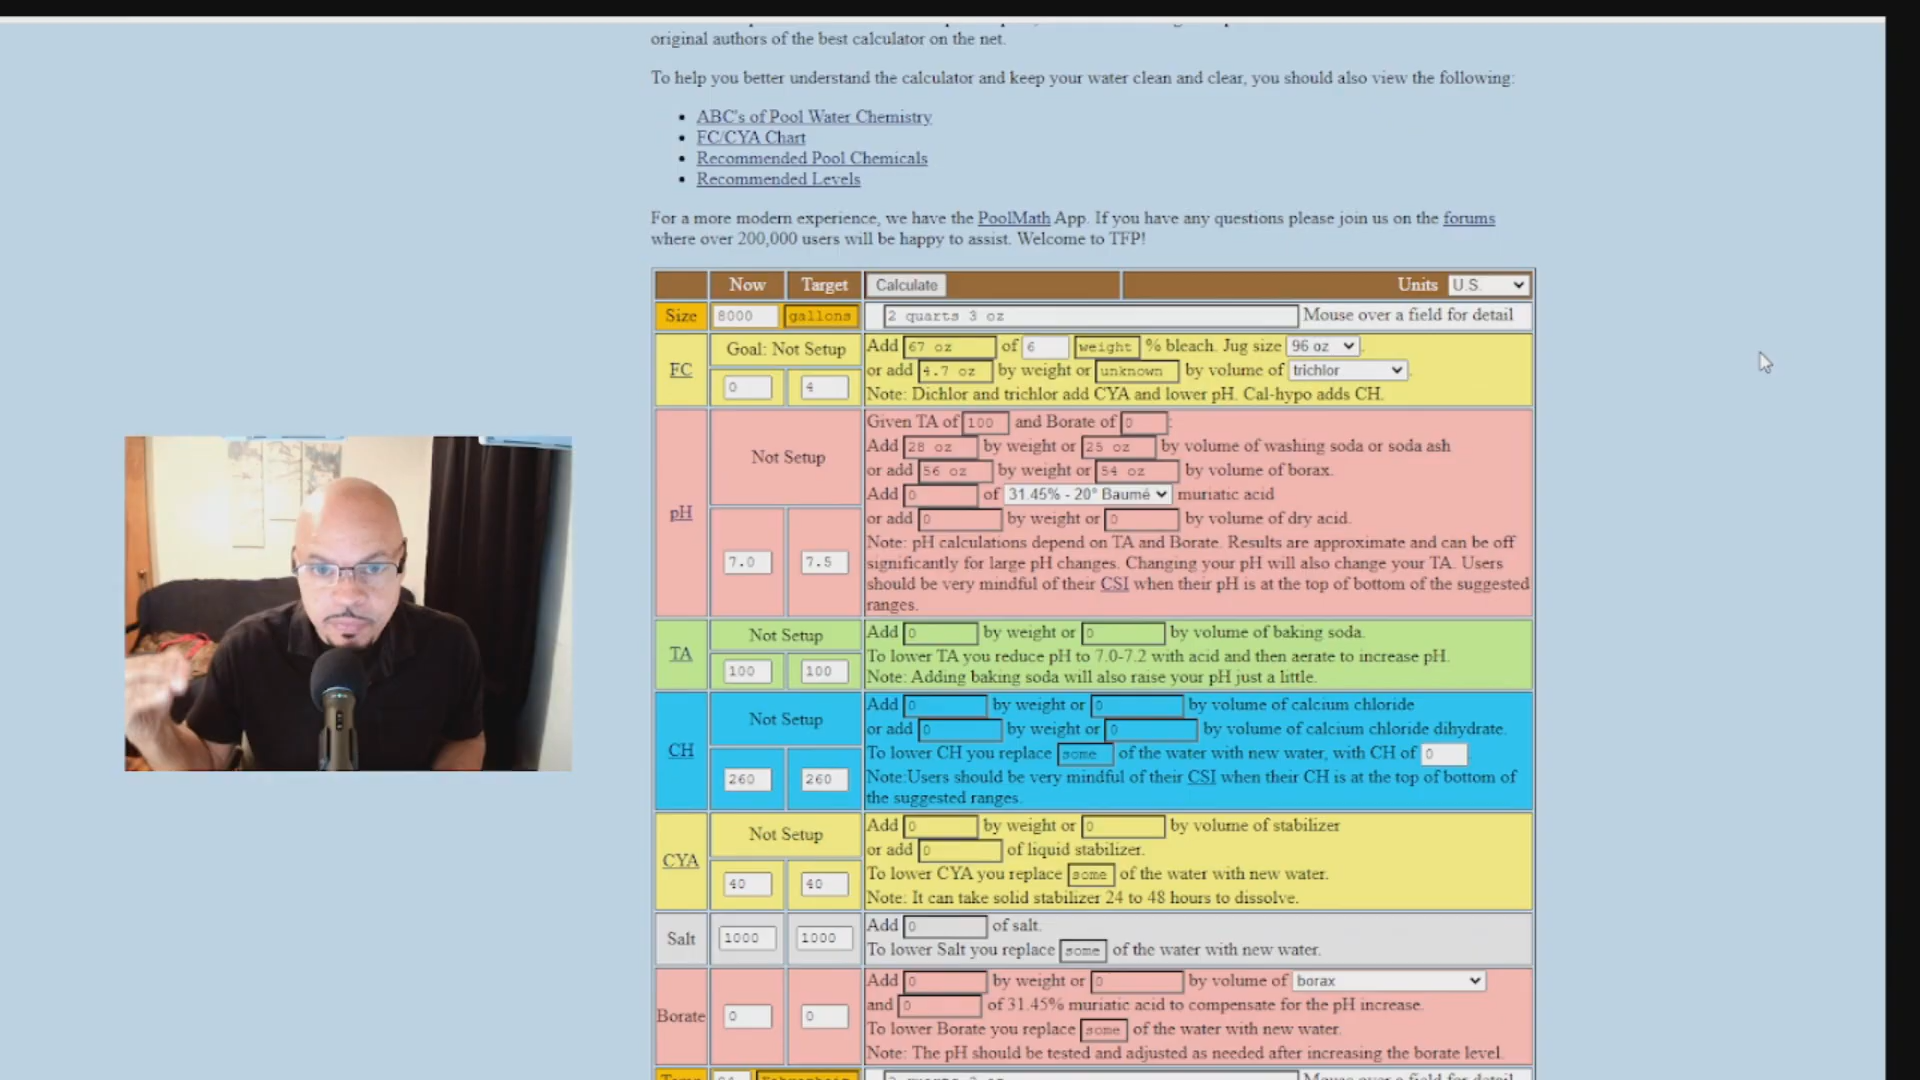 original authors of the best calculator on the net.
To help you better understand the calculator and keep your water clean and clear, you should also view the following:
ABC's of Pool Water Chemistry
FC/CYA Chart
Recommended Pool Chemicals
Recommended Levels
For a more modern experience, we have the PoolMath App. If you have any questions please join us on the forums
where over 200,000 users will be happy to assist. Welcome to TFP!
Now Target Calculate Units U.S.
Size 8000 gallons 2 quarts 3 oz Mouse over a field for detail
FC Goal: Not Setup 0 4
Add 67 oz of 6 weight % bleach. Jug size 96 oz .
or add 4.7 oz by weight or unknown by volume of trichlor .
Note: Dichlor and trichlor add CYA and lower pH. Cal-hypo adds CH.
pH Not Setup 7.0 7.5
Given TA of 100 and Borate of 0 :
Add 28 oz by weight or 25 oz by volume of washing soda or soda ash
or add 56 oz by weight or 54 oz by volume of borax.
Add 0 of 31.45% - 20° Baumé muriatic acid
or add 0 by weight or 0 by volume of dry acid.
Note: pH calculations depend on TA and Borate. Results are approximate and can be off
significantly for large pH changes. Changing your pH will also change your TA. Users
should be very mindful of their CSI when their pH is at the top of bottom of the suggested
ranges.
TA Not Setup 100 100
Add 0 by weight or 0 by volume of baking soda.
To lower TA you reduce pH to 7.0-7.2 with acid and then aerate to increase pH.
Note: Adding baking soda will also raise your pH just a little.
CH Not Setup 260 260
Add 0 by weight or 0 by volume of calcium chloride
or add 0 by weight or 0 by volume of calcium chloride dihydrate.
To lower CH you replace some of the water with new water, with CH of 0
Note:Users should be very mindful of their CSI when their CH is at the top of bottom of
the suggested ranges.
CYA Not Setup 40 40
Add 0 by weight or 0 by volume of stabilizer
or add 0 of liquid stabilizer.
To lower CYA you replace some of the water with new water.
Note: It can take solid stabilizer 24 to 48 hours to dissolve.
Salt 1000 1000
Add 0 of salt.
To lower Salt you replace some of the water with new water.
Borate 0 0
Add 0 by weight or 0 by volume of borax
and 0 of 31.45% muriatic acid to compensate for the pH increase.
To lower Borate you replace some of the water with new water.
Note: The pH should be tested and adjusted as needed after increasing the borate level.